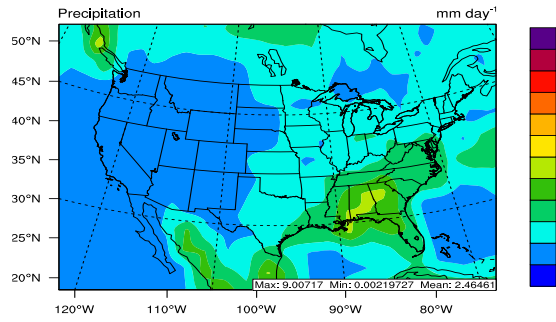 Precipitation mm day-1
50°N
45°N
40°N
35°N
30°N
25°N
20°N
Max: 9.00717 Min: 0.00219727 Mean: 2.46461
120°W 110°W 100°W 90°W 80°W